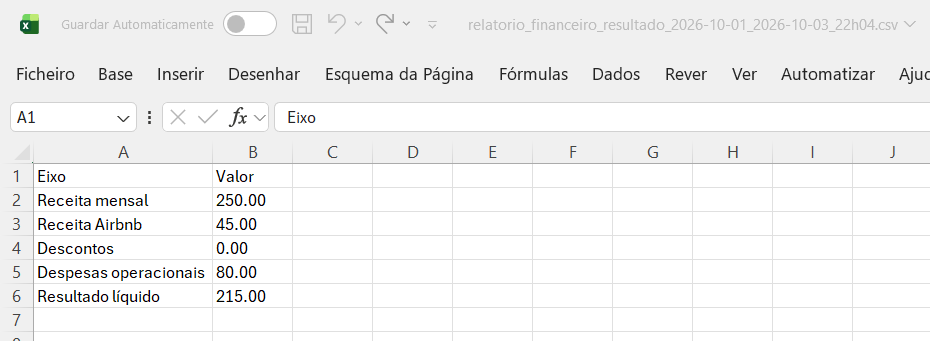 Guardar Automaticamente relatorio_financeiro_resultado_2026-10-01_2026-10-03_22h04.csv
Ficheiro Base Inserir Desenhar Esquema da Página Fórmulas Dados Rever Ver Automatizar Ajud
A1 fx Eixo
A B C D E F G H I J
1 Eixo Valor
2 Receita mensal 250.00
3 Receita Airbnb 45.00
4 Descontos 0.00
5 Despesas operacionais 80.00
6 Resultado líquido 215.00
7